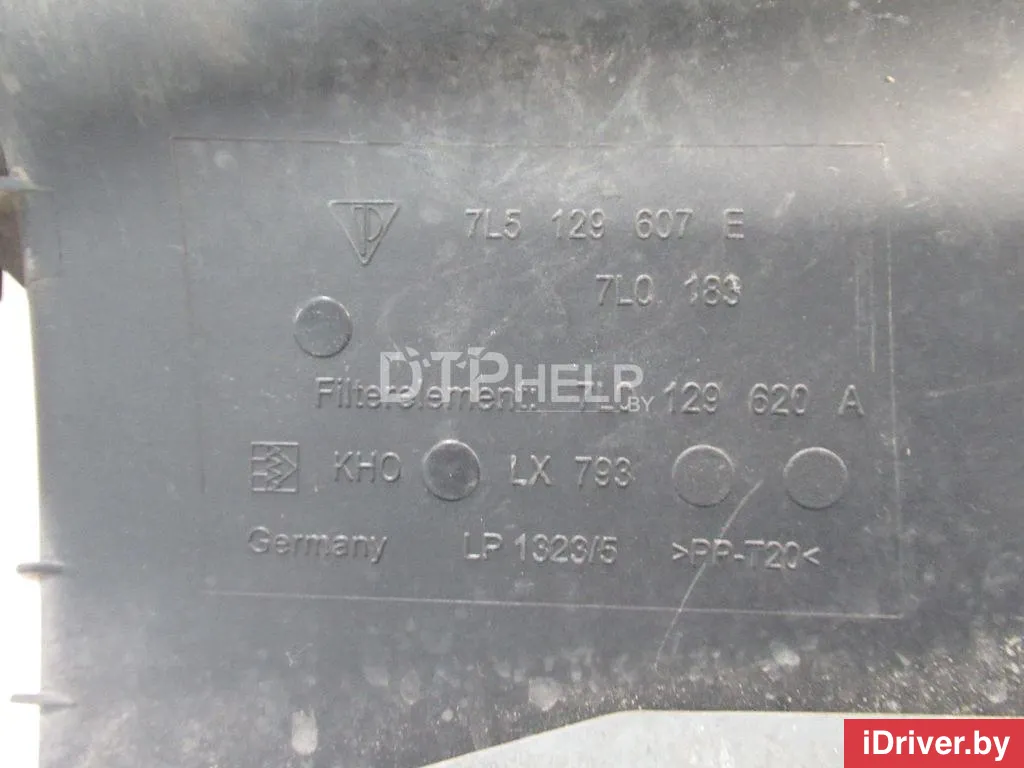 7L5 129 607 E
7L0 183
DTPHELP.BY
Filterelement: 7L0 129 620 A
KHO LX 793
Germany LP 1323/5 >PP-T20<
iDriver.by